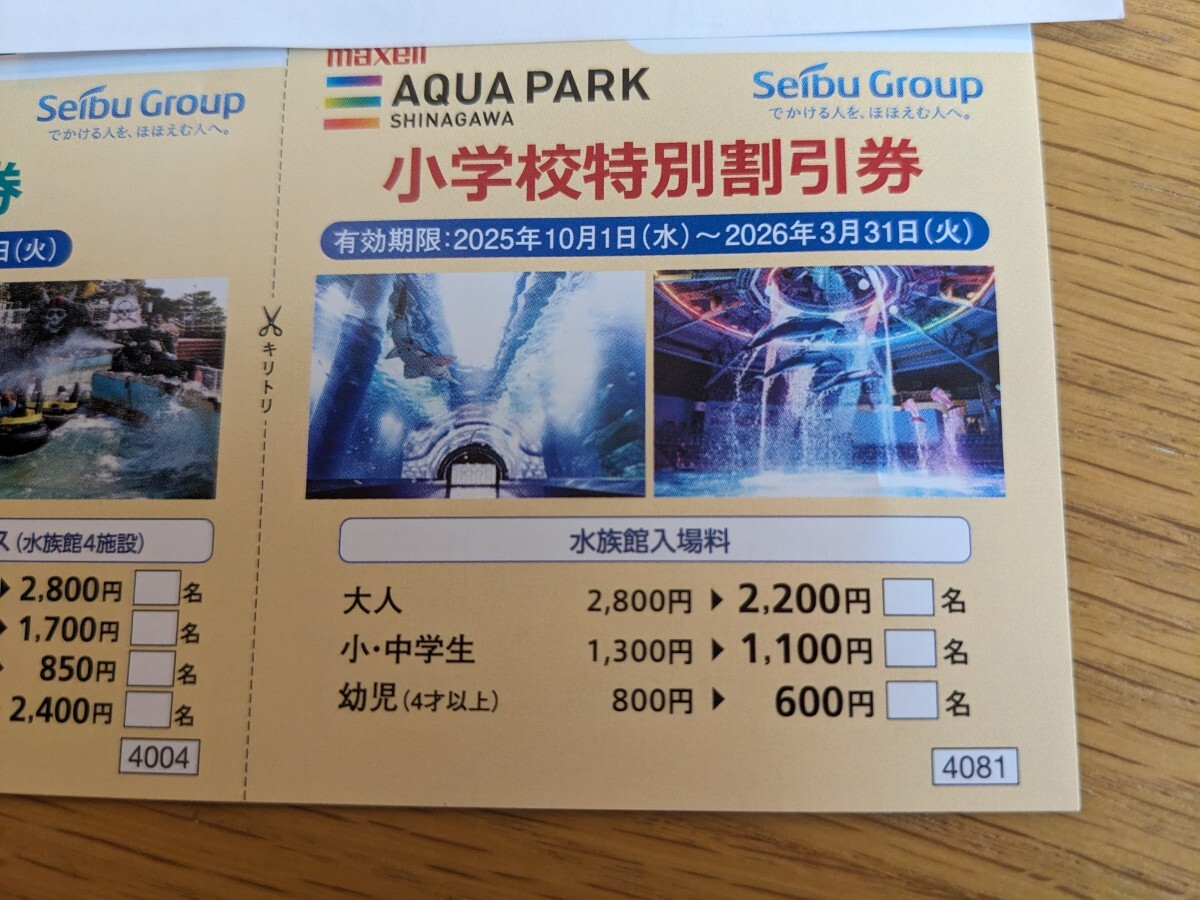 Seibu Group
でかける人を、ほほえむ人へ。
券
日(火)
ス(水族館4施設)
2,800円 名
1,700円 名
850円 名
2,400円 名
4004
キリトリ
maxell
AQUA PARK
SHINAGAWA
Seibu Group
でかける人を、ほほえむ人へ。
小学校特別割引券
有効期限:2025年10月1日(水)～2026年3月31日(火)
水族館入場料
大人 2,800円 ▶ 2,200円 名
小・中学生 1,300円 ▶ 1,100円 名
幼児(4才以上) 800円 ▶ 600円 名
4081